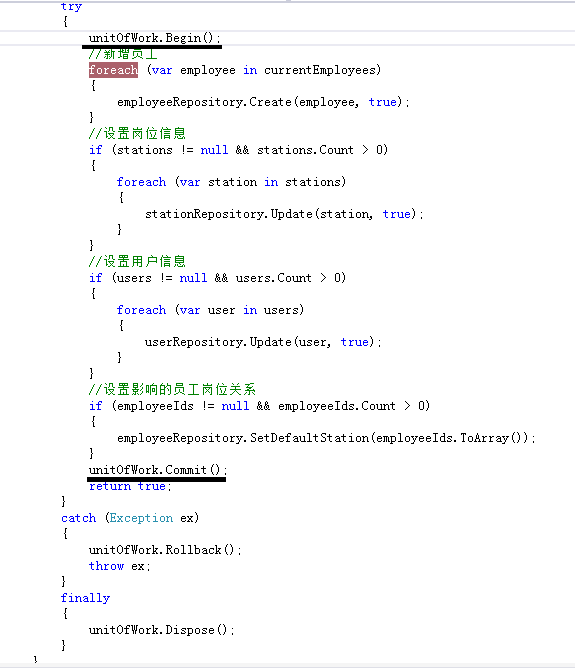 try
{
unitOfWork.Begin();
//新增员工
foreach (var employee in currentEmployees)
{
employeeRepository.Create(employee, true);
}
//设置岗位信息
if (stations != null && stations.Count > 0)
{
foreach (var station in stations)
{
stationRepository.Update(station, true);
}
}
//设置用户信息
if (users != null && users.Count > 0)
{
foreach (var user in users)
{
userRepository.Update(user, true);
}
}
//设置影响的员工岗位关系
if (employeeIds != null && employeeIds.Count > 0)
{
employeeRepository.SetDefaultStation(employeeIds.ToArray());
}
unitOfWork.Commit();
return true;
}
catch (Exception ex)
{
unitOfWork.Rollback();
throw ex;
}
finally
{
unitOfWork.Dispose();
}
}